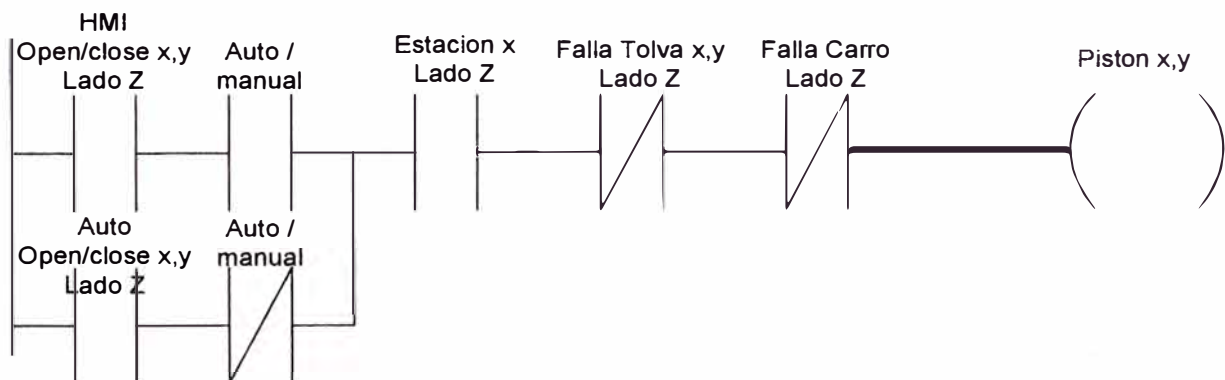 HMI
Open/close x,y
Lado Z
Auto /
manual
Estacion x
Lado Z
Falla Tolva x,y
Lado Z
Falla Carro
Lado Z
Piston x,y
Auto
Open/close x,y
Lado Z
Auto /
manual